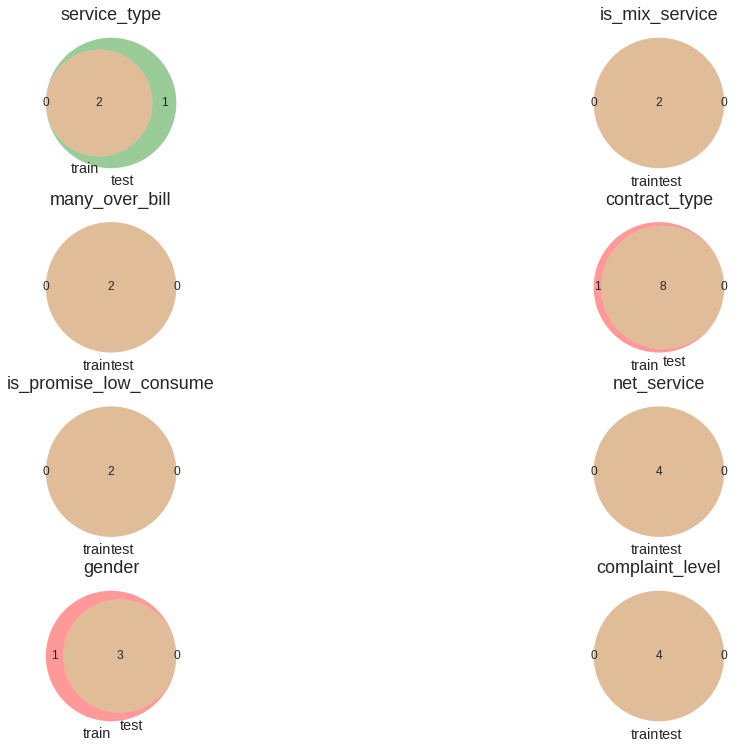 service_type
is_mix_service
0 2 1
0 2 0
train
test
traintest
many_over_bill
contract_type
0 2 0
1 8 0
traintest
train
test
is_promise_low_consume
net_service
0 2 0
0 4 0
traintest
traintest
gender
complaint_level
1 3 0
0 4 0
train
test
traintest